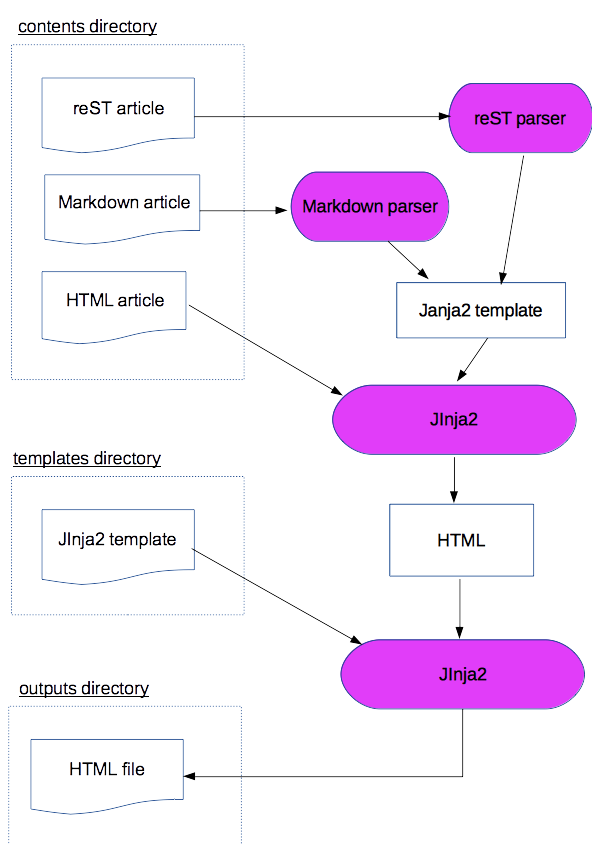 contents directory
reST article
reST parser
Markdown article
Markdown parser
HTML article
Janja2 template
JInja2
templates directory
JInja2 template
HTML
JInja2
outputs directory
HTML file